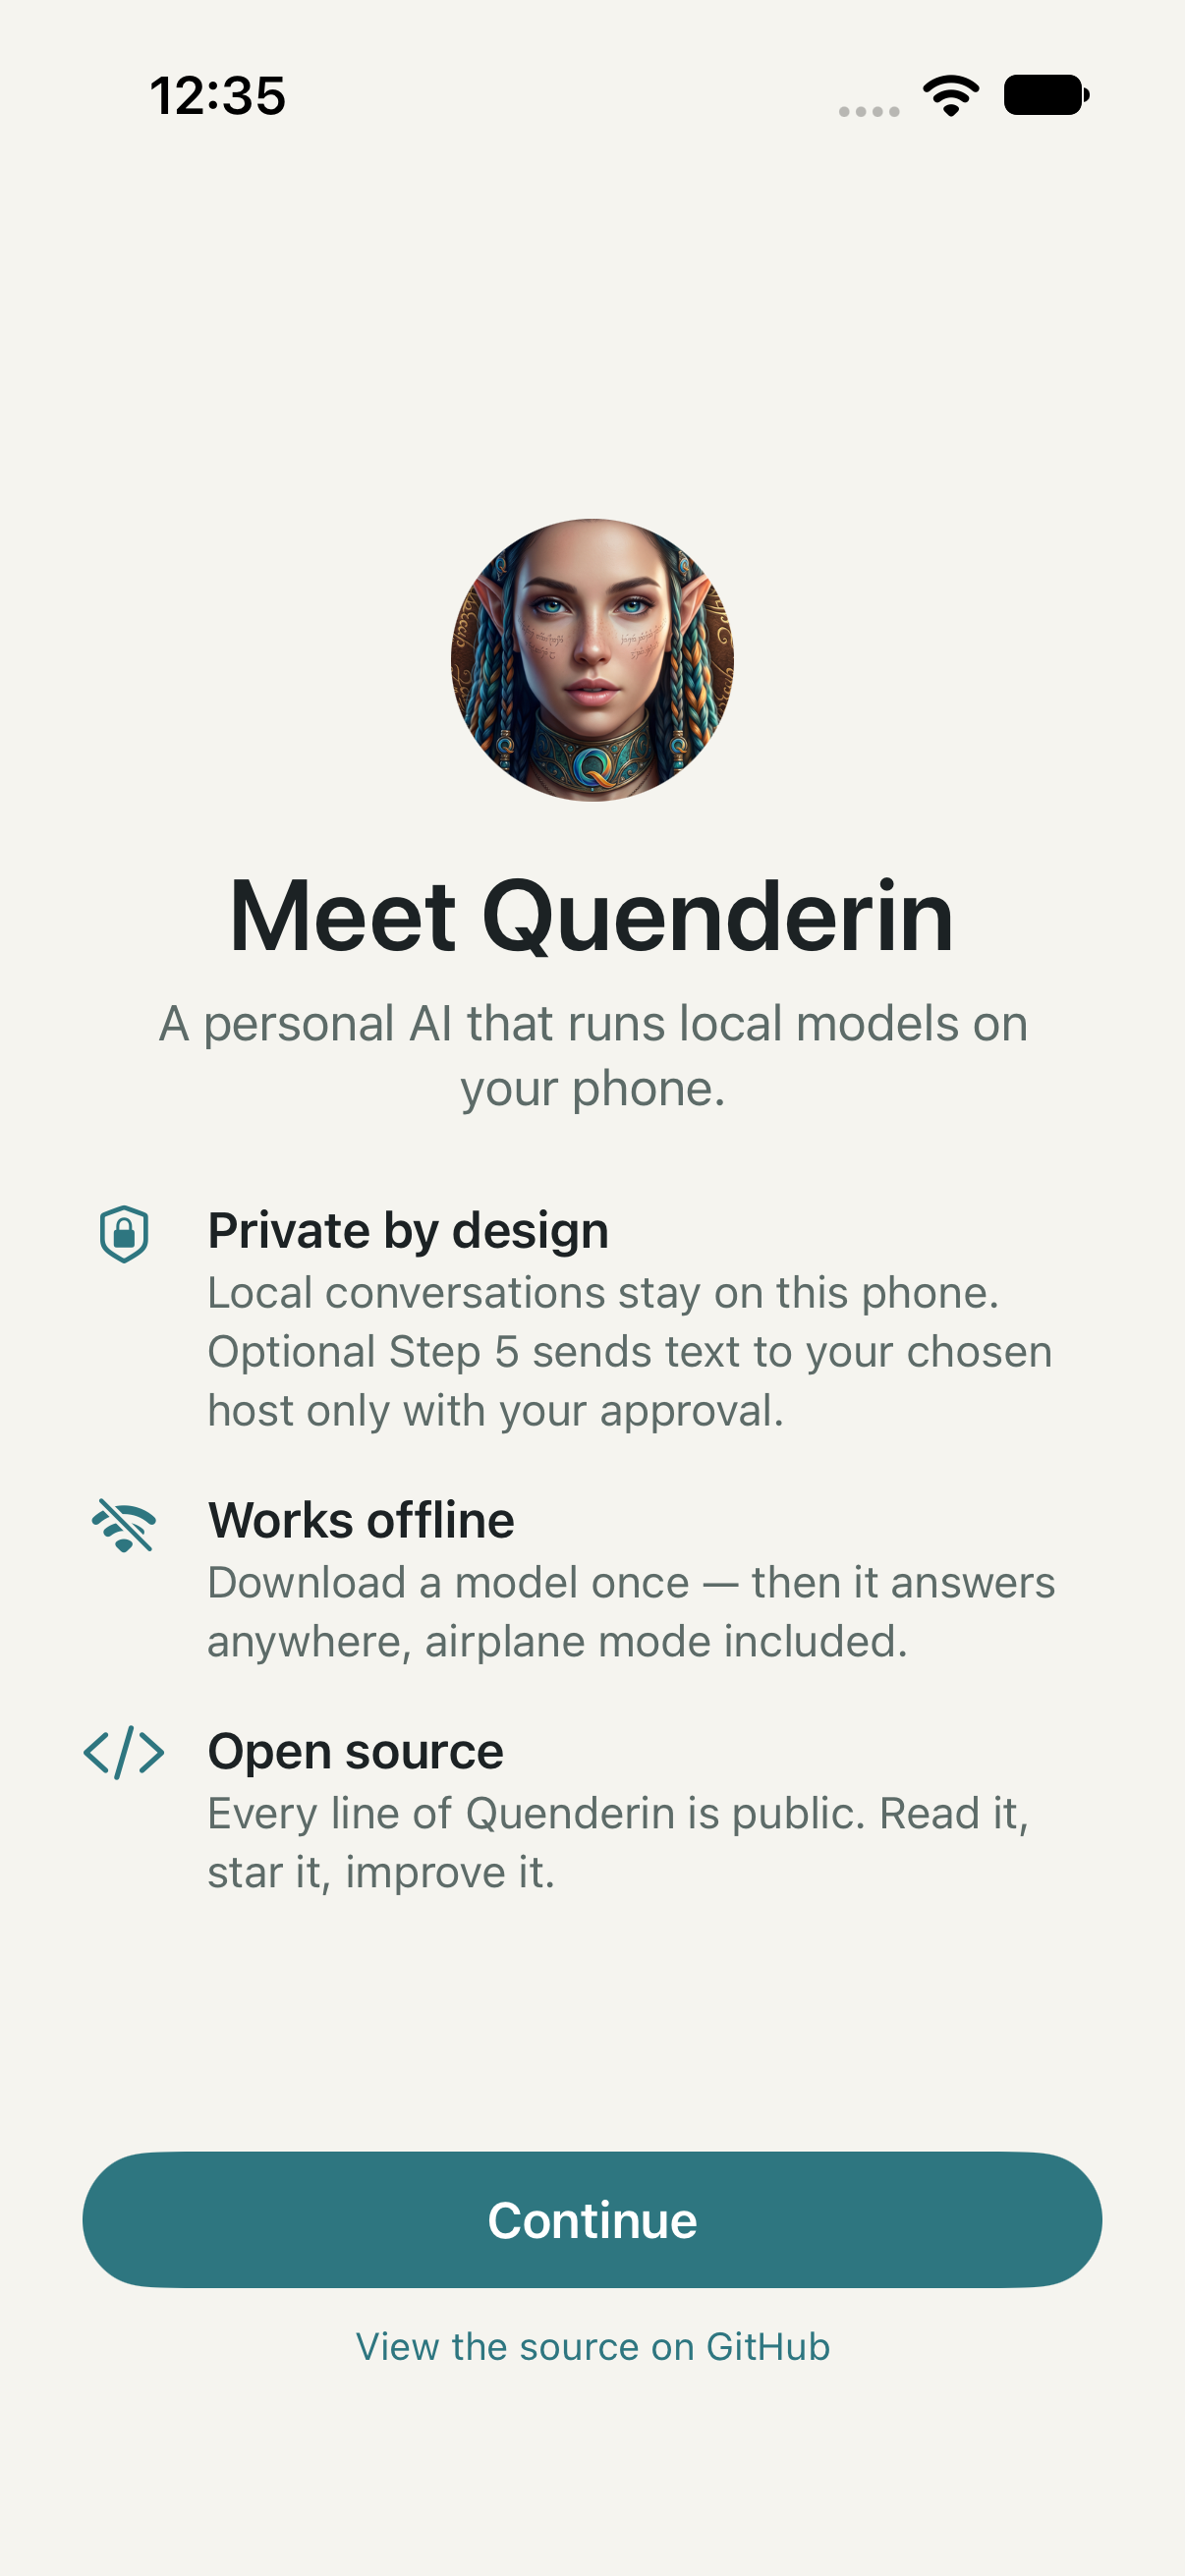 12:35
Meet Quenderin
A personal AI that runs local models on
your phone.
Private by design
Local conversations stay on this phone.
Optional Step 5 sends text to your chosen
host only with your approval.
Works offline
Download a model once — then it answers
anywhere, airplane mode included.
Open source
Every line of Quenderin is public. Read it,
star it, improve it.
Continue
View the source on GitHub